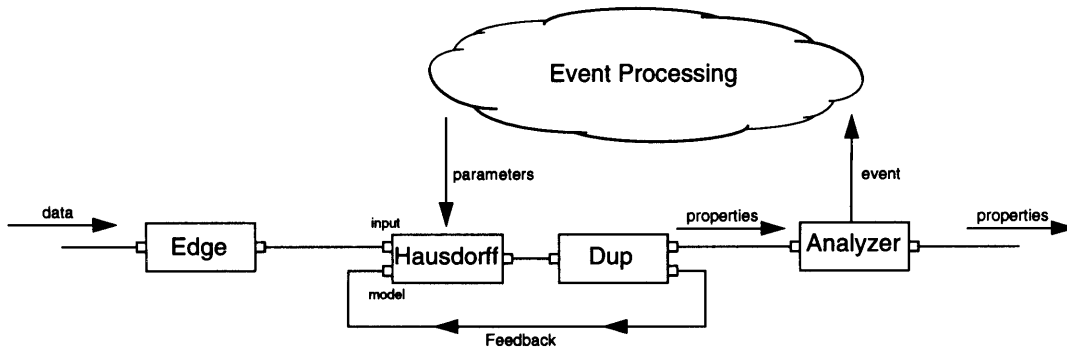 Event Processing
parameters
event
data
input
properties
properties
Edge
Hausdorff
Dup
Analyzer
model
Feedback